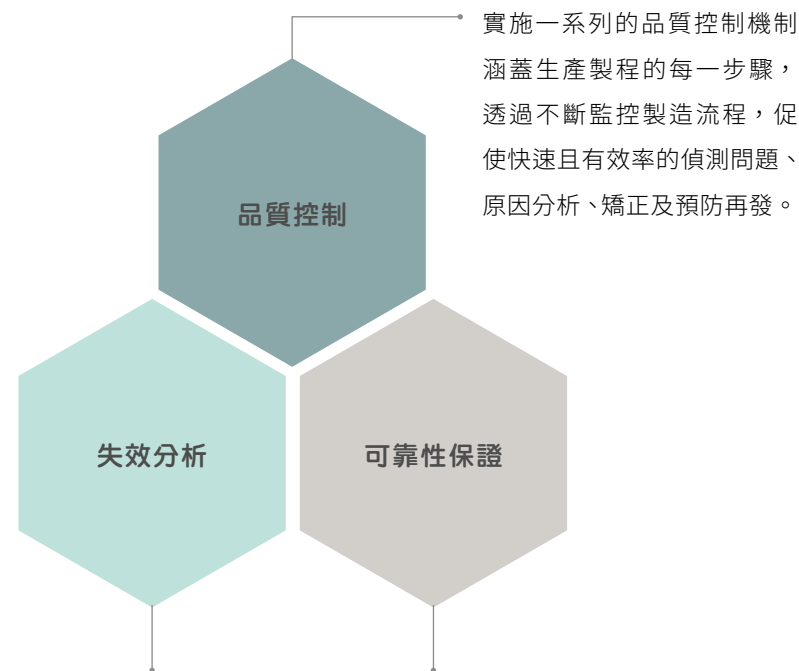 實施一系列的品質控制機制
涵蓋生產製程的每一步驟，
透過不斷監控製造流程，促
使快速且有效率的偵測問題、
原因分析、矯正及預防再發。
品質控制
失效分析
可靠性保證